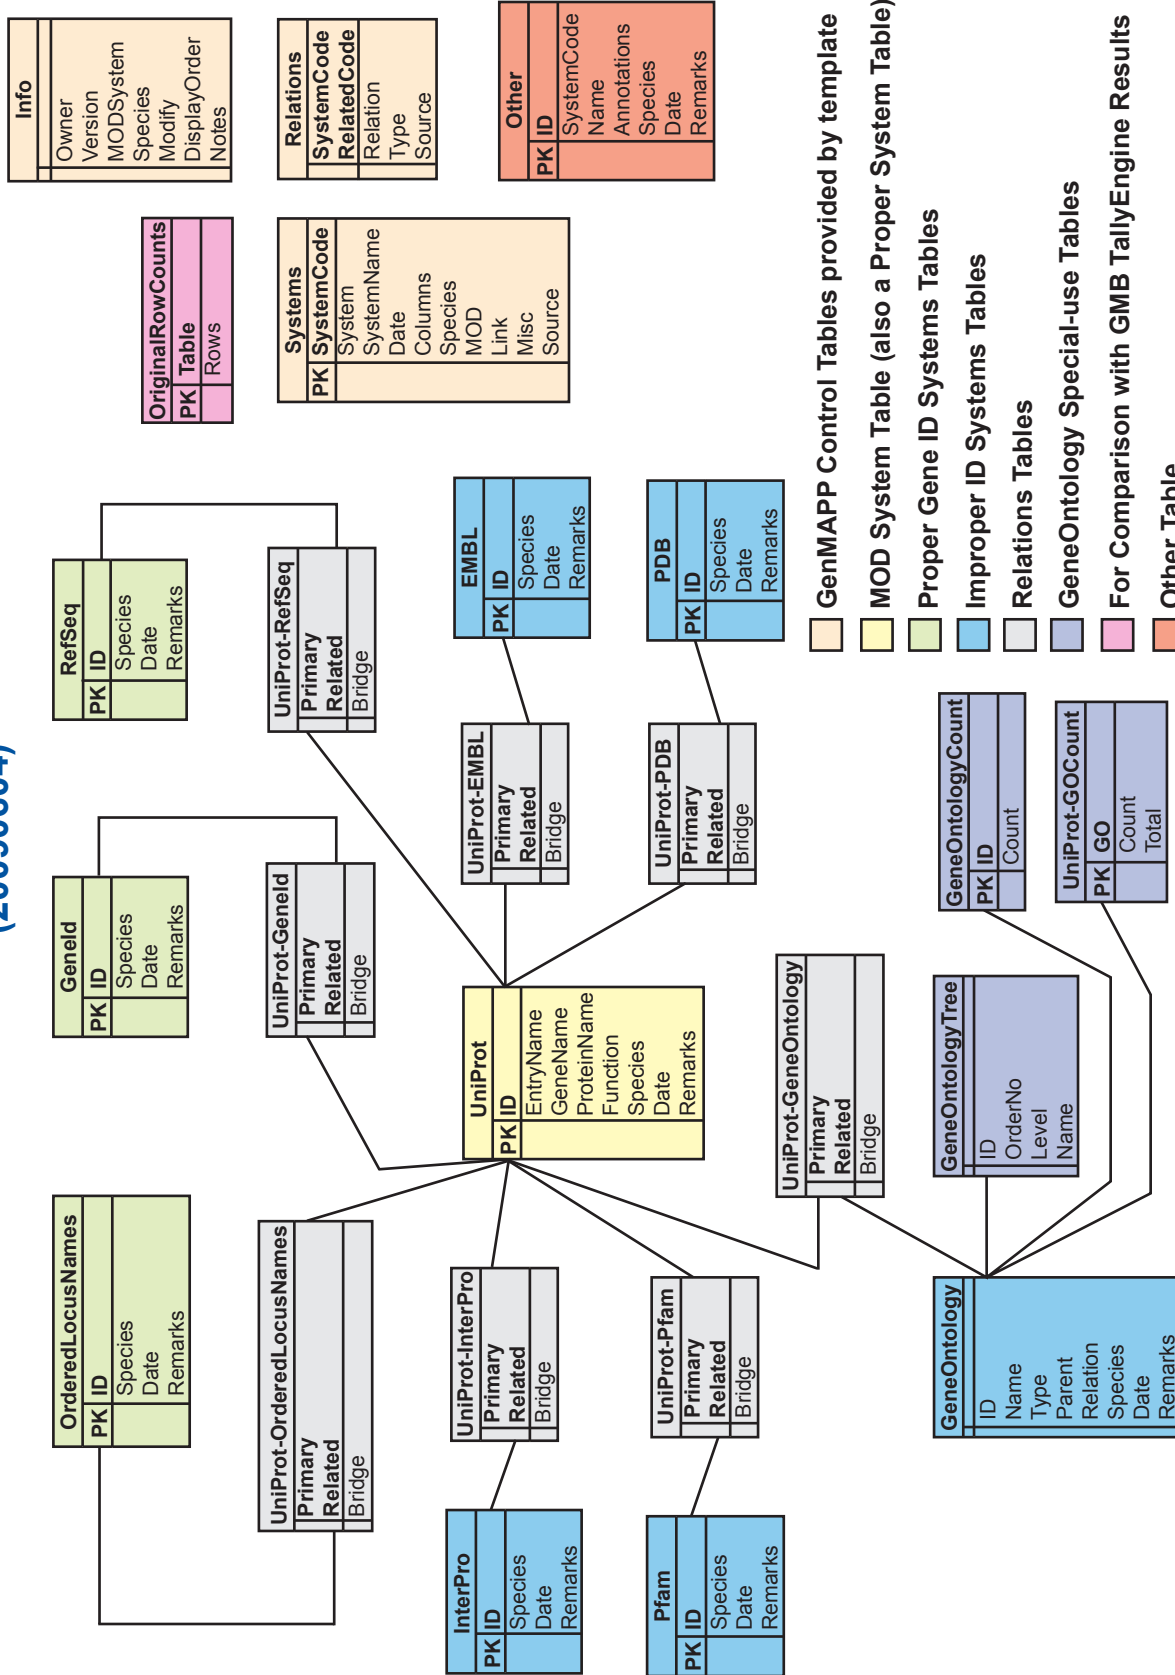 (20090804)
OrderedLocusNames
PK ID
Species
Date
Remarks
GeneId
PK ID
Species
Date
Remarks
RefSeq
PK ID
Species
Date
Remarks
OriginalRowCounts
PK Table
Rows
Info
Owner
Version
MODSystem
Species
Modify
DisplayOrder
Notes
UniProt-OrderedLocusNames
Primary
Related
Bridge
UniProt-GeneId
Primary
Related
Bridge
UniProt-RefSeq
Primary
Related
Bridge
Systems
PK SystemCode
System
SystemName
Date
Columns
Species
MOD
Link
Misc
Source
Relations
SystemCode
RelatedCode
Relation
Type
Source
InterPro
PK ID
Species
Date
Remarks
UniProt-InterPro
Primary
Related
Bridge
UniProt
PK ID
EntryName
GeneName
ProteinName
Function
Species
Date
Remarks
UniProt-EMBL
Primary
Related
Bridge
EMBL
PK ID
Species
Date
Remarks
Other
PK ID
SystemCode
Name
Annotations
Species
Date
Remarks
Pfam
PK ID
Species
Date
Remarks
UniProt-Pfam
Primary
Related
Bridge
UniProt-PDB
Primary
Related
Bridge
PDB
PK ID
Species
Date
Remarks
UniProt-GeneOntology
Primary
Related
Bridge
GeneOntology
ID
Name
Type
Parent
Relation
Species
Date
Remarks
GeneOntologyTree
ID
OrderNo
Level
Name
GeneOntologyCount
PK ID
Count
UniProt-GOCount
PK GO
Count
Total
GenMAPP Control Tables provided by template
MOD System Table (also a Proper System Table)
Proper Gene ID Systems Tables
Improper ID Systems Tables
Relations Tables
GeneOntology Special-use Tables
For Comparison with GMB TallyEngine Results
Other Table